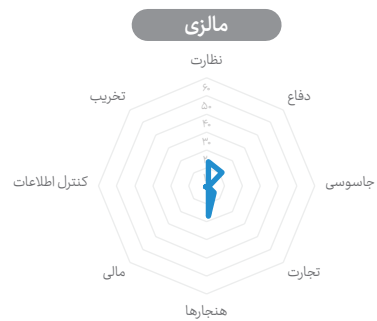 مالزی
نظارت
۶۰
تخریب
دفاع
۵۰
۴۰
۳۰
کنترل اطلاعات
جاسوسی
مالی
تجارت
هنجارها